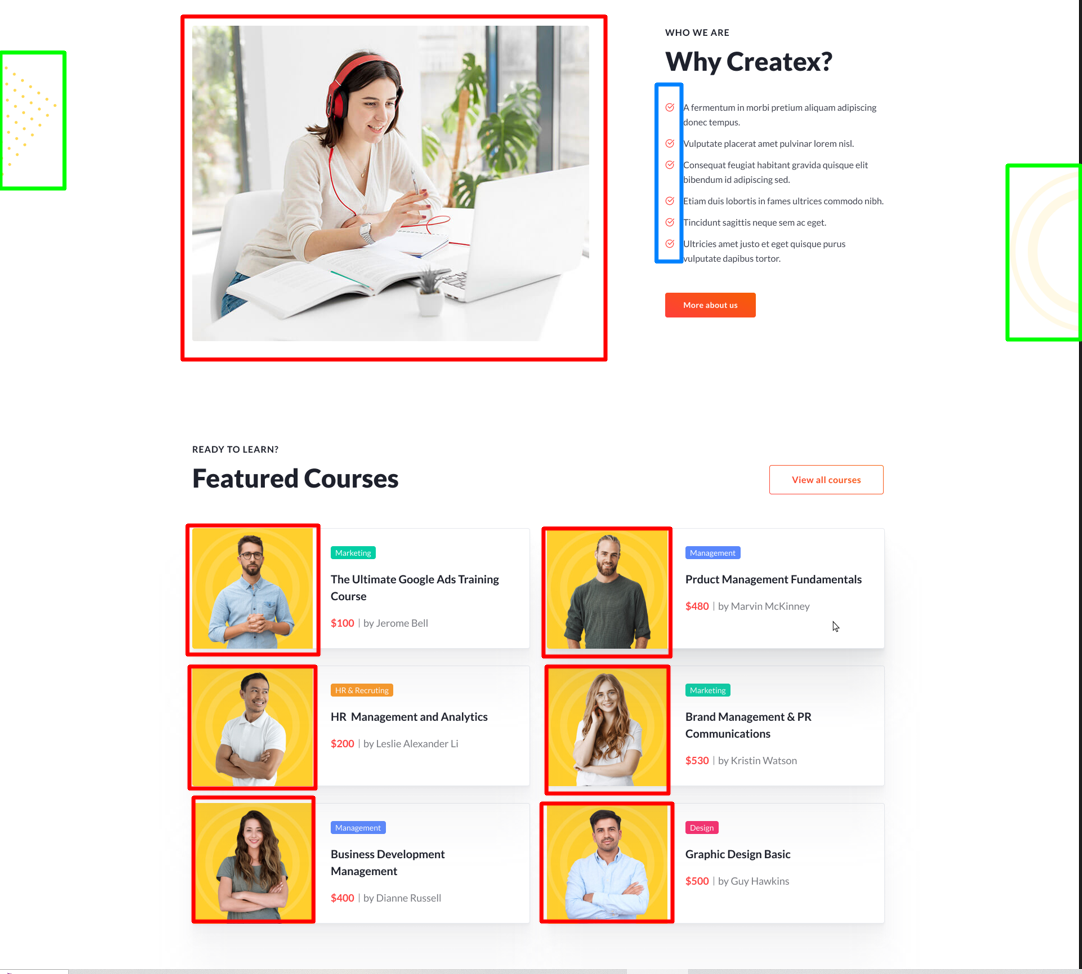 WHO WE ARE
Why Createx?
A fermentum in morbi pretium aliquam adipiscing
donec tempus.
Vulputate placerat amet pulvinar lorem nisl.
Consequat feugiat habitant gravida quisque elit
bibendum id adipiscing sed.
Etiam duis lobortis in fames ultrices commodo nibh.
Tincidunt sagittis neque sem ac eget.
Ultricies amet justo et eget quisque purus
vulputate dapibus tortor.
More about us
READY TO LEARN?
Featured Courses
View all courses
Marketing
The Ultimate Google Ads Training
Course
$100 | by Jerome Bell
Management
Prduct Management Fundamentals
$480 | by Marvin McKinney
HR & Recruting
HR Management and Analytics
$200 | by Leslie Alexander Li
Marketing
Brand Management & PR
Communications
$530 | by Kristin Watson
Management
Business Development
Management
$400 | by Dianne Russell
Design
Graphic Design Basic
$500 | by Guy Hawkins